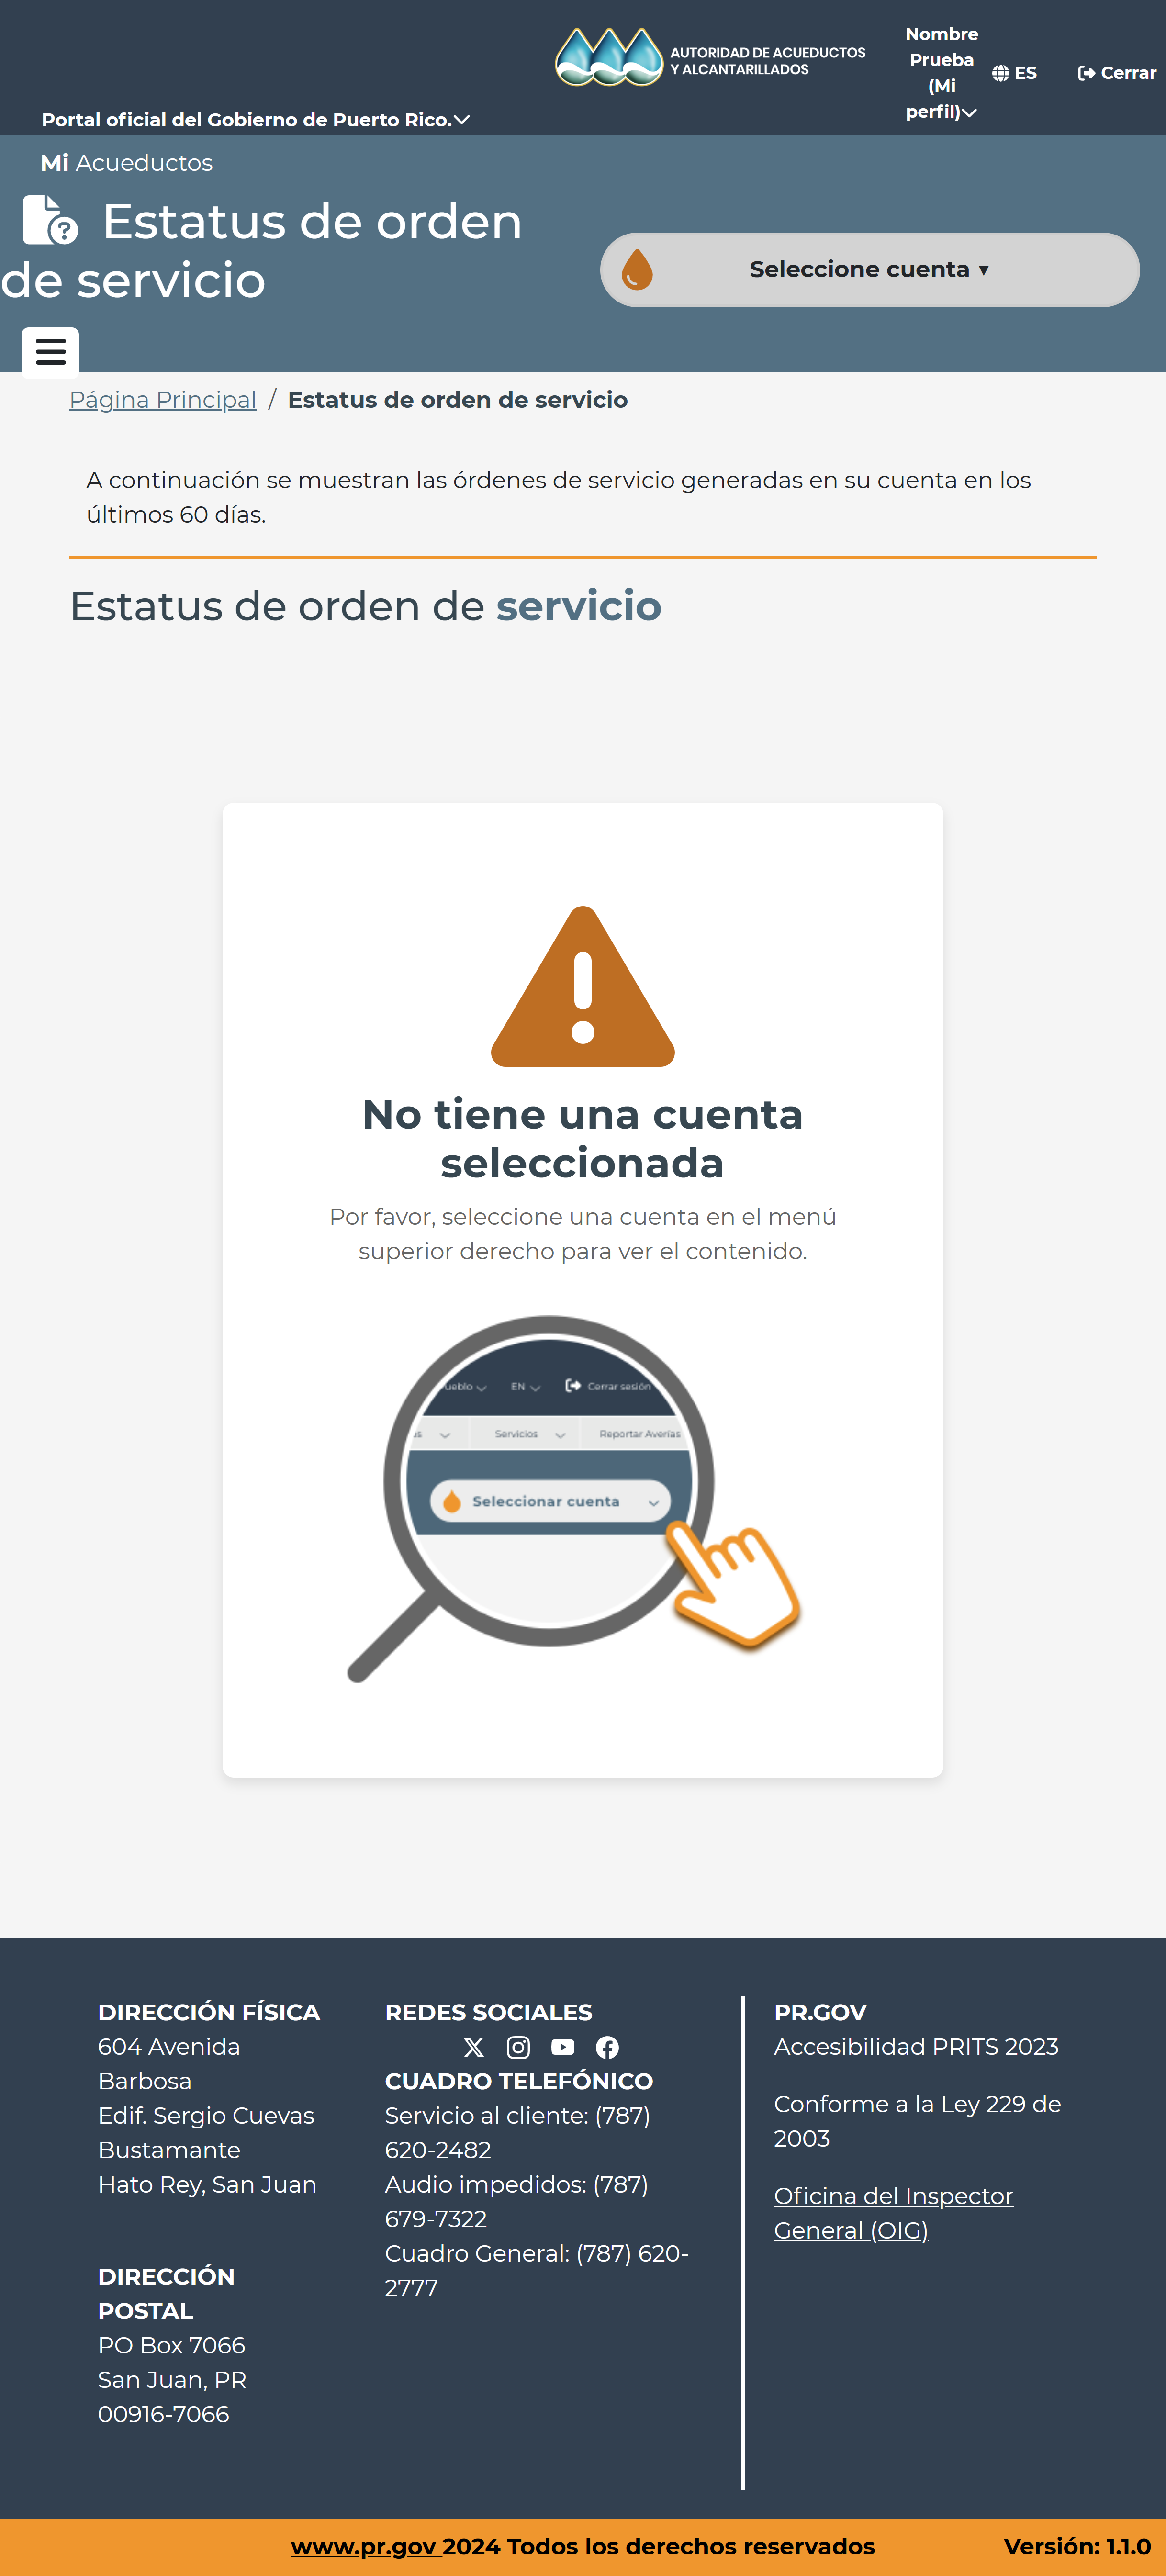 AUTORIDAD DE ACUEDUCTOS
Y ALCANTARILLADOS
Nombre
Prueba
(Mi
perfil)
ES
Cerrar
Portal oficial del Gobierno de Puerto Rico.
Mi Acueductos
Estatus de orden
de servicio
Seleccione cuenta ▾
Página Principal / Estatus de orden de servicio
A continuación se muestran las órdenes de servicio generadas en su cuenta en los
últimos 60 días.
Estatus de orden de servicio
No tiene una cuenta
seleccionada
Por favor, seleccione una cuenta en el menú
superior derecho para ver el contenido.
ueblo
EN
Cerrar sesión
as
Servicios
Reportar Averías
Seleccionar cuenta
DIRECCIÓN FÍSICA
604 Avenida
Barbosa
Edif. Sergio Cuevas
Bustamante
Hato Rey, San Juan
DIRECCIÓN
POSTAL
PO Box 7066
San Juan, PR
00916-7066
REDES SOCIALES
CUADRO TELEFÓNICO
Servicio al cliente: (787)
620-2482
Audio impedidos: (787)
679-7322
Cuadro General: (787) 620-
2777
PR.GOV
Accesibilidad PRITS 2023
Conforme a la Ley 229 de
2003
Oficina del Inspector
General (OIG)
www.pr.gov 2024 Todos los derechos reservados
Versión: 1.1.0